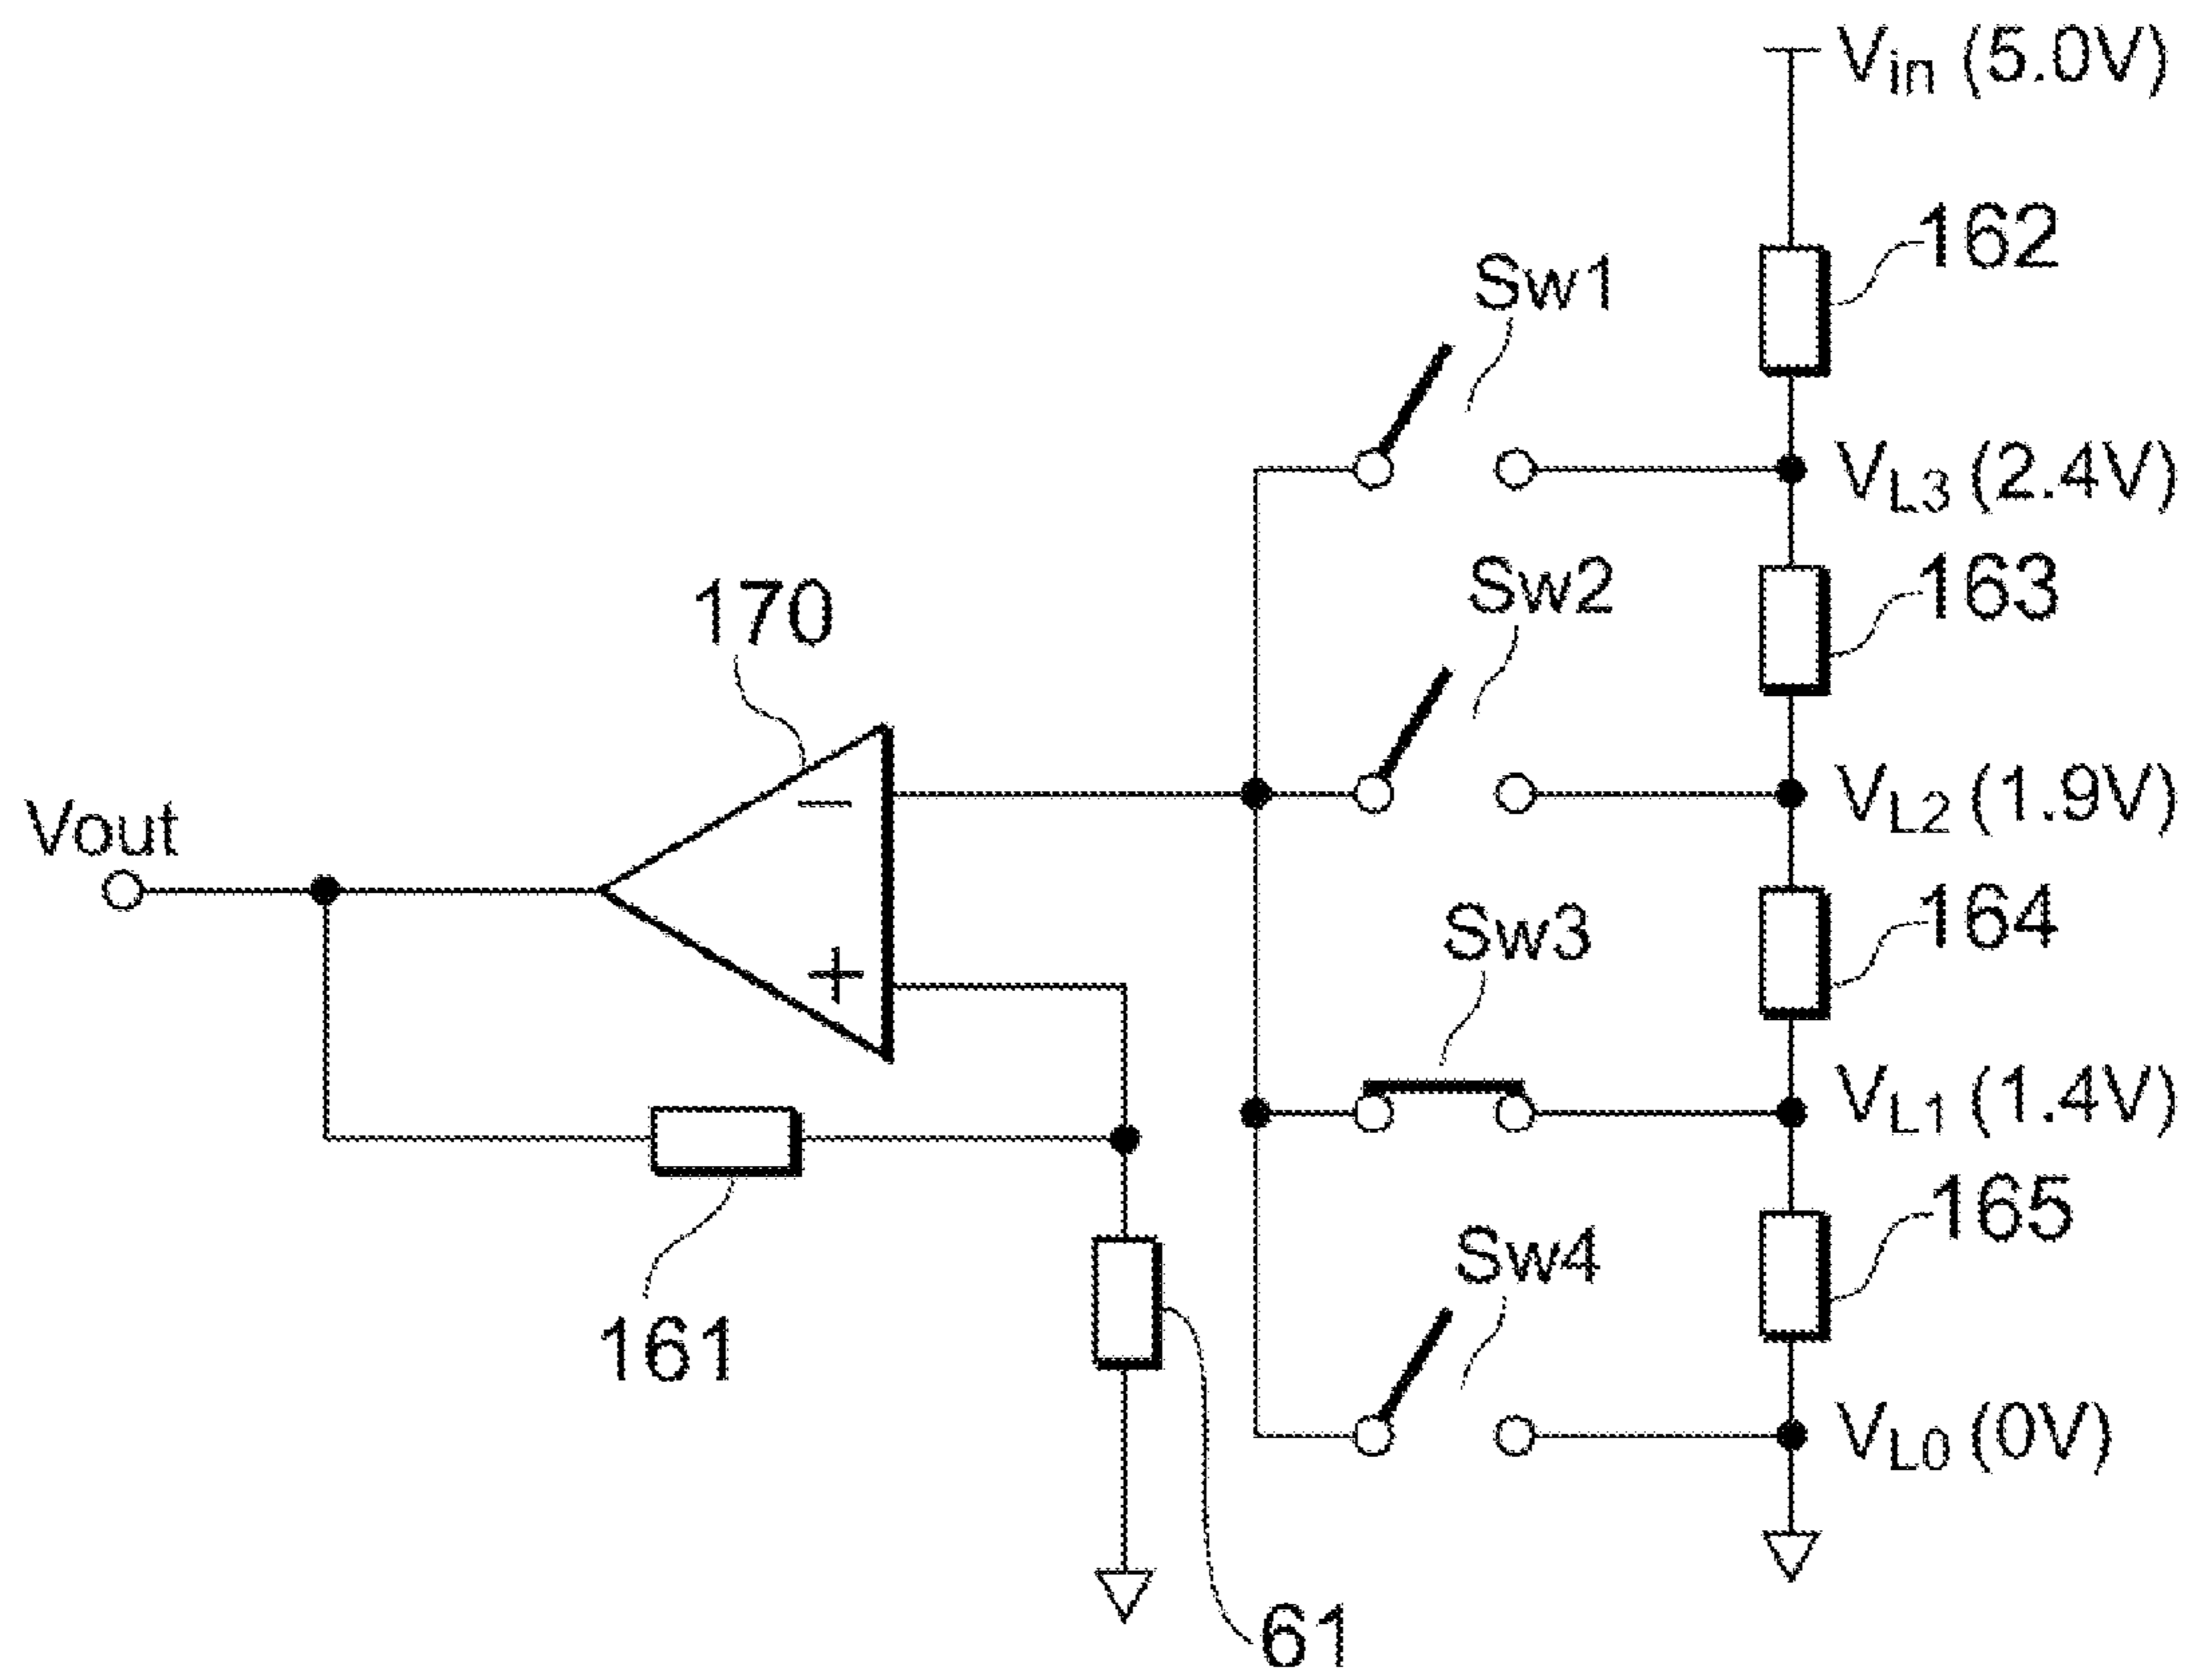 Vin (5.0V)
162
Sw1
VL3 (2.4V)
Sw2
163
170
−
VL2 (1.9V)
Vout
Sw3
164
+
VL1 (1.4V)
161
Sw4
165
VL0 (0V)
61